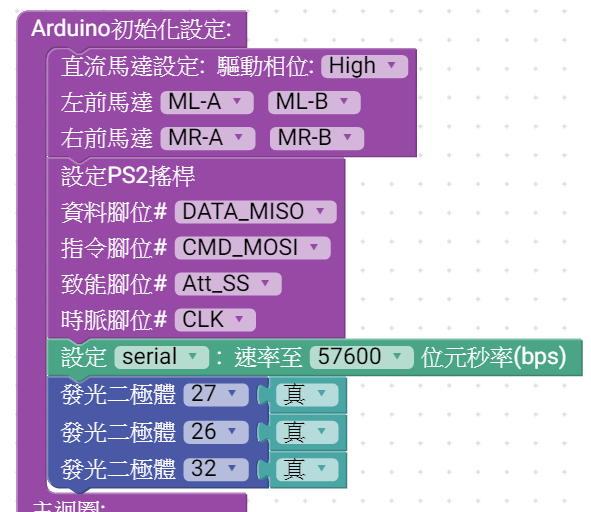 Arduino初始化設定:
直流馬達設定: 驅動相位: High
左前馬達 ML-A ML-B
右前馬達 MR-A MR-B
設定PS2搖桿
資料腳位# DATA_MISO
指令腳位# CMD_MOSI
致能腳位# Att_SS
時脈腳位# CLK
設定 serial : 速率至 57600 位元秒率(bps)
發光二極體 27 真
發光二極體 26 真
發光二極體 32 真
主迴圈: